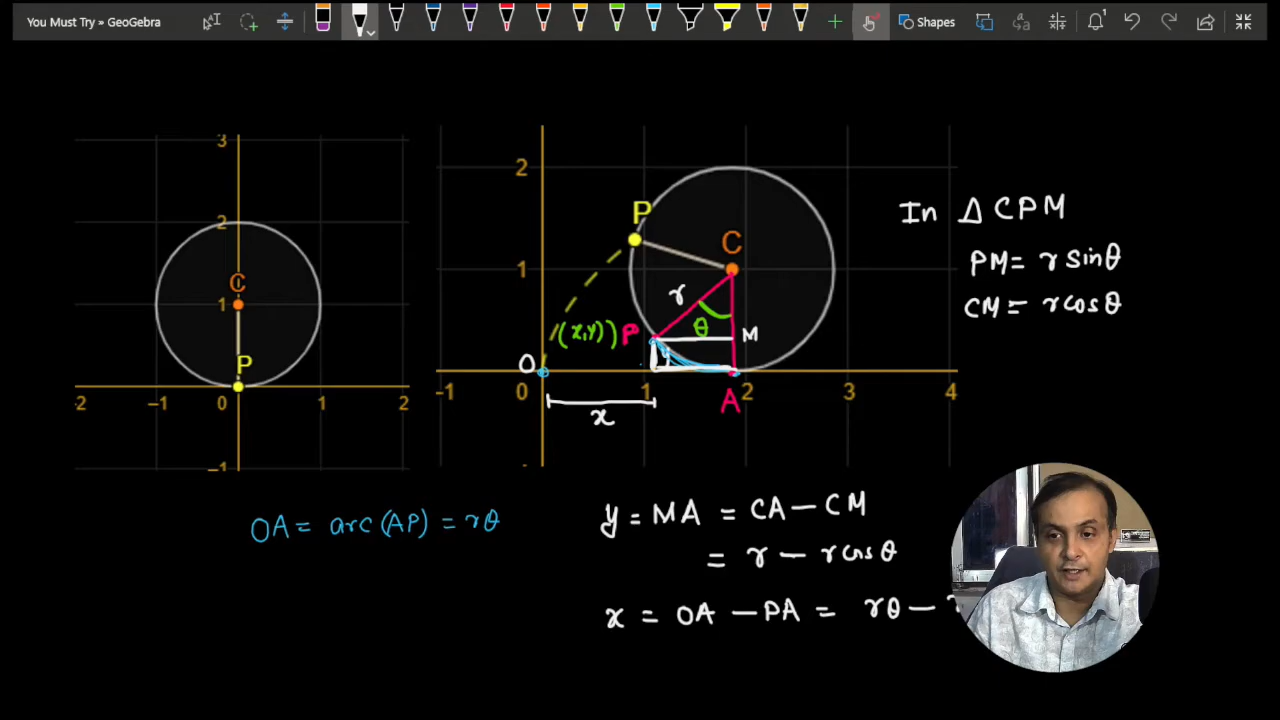 You Must Try » GeoGebra
Shapes
3
2
1
C
P
-2
-1
0
1
2
-1
2
1
P
C
r
θ
M
(x,y)
P
O
-1
0
1
2
3
4
A
x
In Δ CPM
PM = r sinθ
CM = r cosθ
OA = arc (AP) = rθ
y = MA = CA - CM
= r - r cosθ
x = OA - PA = rθ -